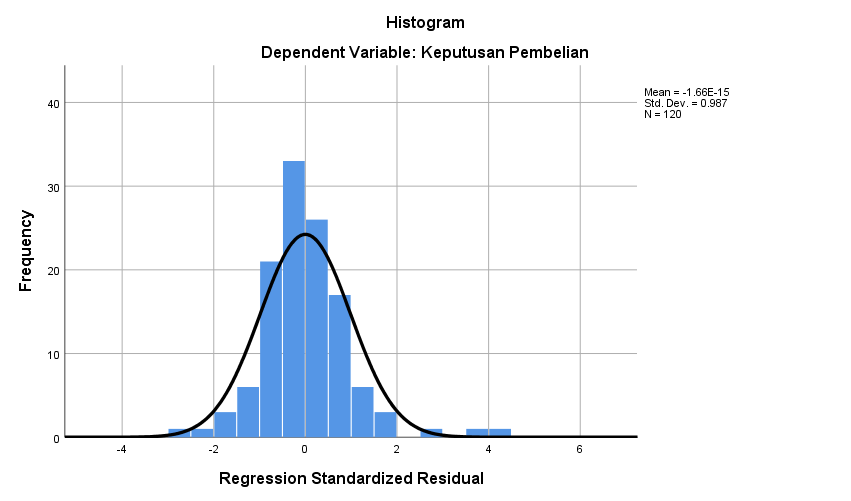 Histogram
Dependent Variable: Keputusan Pembelian
Mean = -1.66E-15
Std. Dev. = 0.987
N = 120
Frequency
40
30
20
10
0
-4 -2 0 2 4 6
Regression Standardized Residual